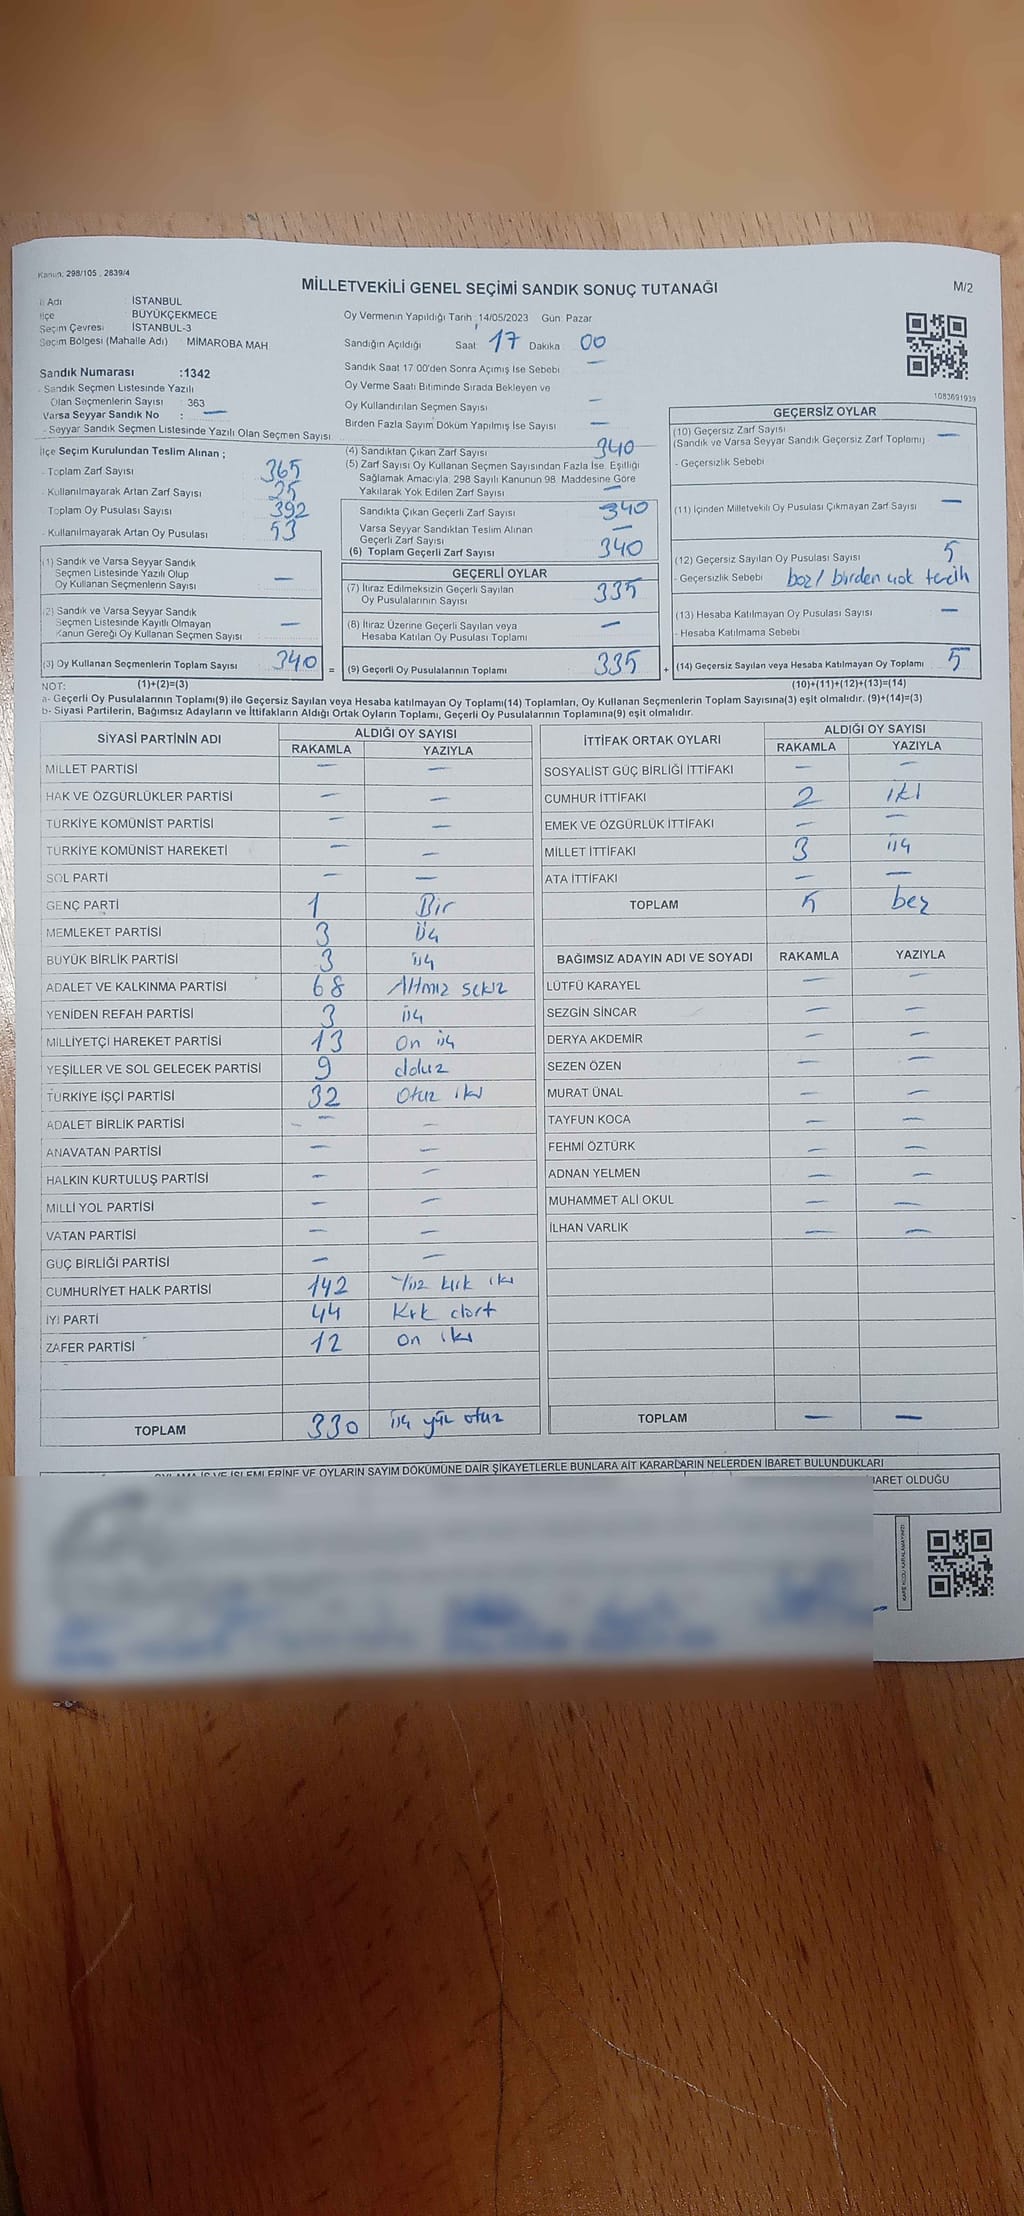 Kanun, 298/105 , 2839/4
MİLLETVEKİLİ GENEL SEÇİMİ SANDIK SONUÇ TUTANAĞI
M/2
İl Adı İSTANBUL
İlçe BÜYÜKÇEKMECE
Seçim Çevresi İSTANBUL-3
Seçim Bölgesi (Mahalle Adı) MİMAROBA MAH
Oy Vermenin Yapıldığı Tarih : 14/05/2023 Gün: Pazar
Sandığın Açıldığı Saat: 17 Dakika 00
Sandık Saat 17:00'den Sonra Açılmış İse Sebebi —
Oy Verme Saati Bitiminde Sırada Bekleyen ve
Oy Kullandırılan Seçmen Sayısı —
Birden Fazla Sayım Döküm Yapılmış İse Sayısı —
1083691939
Sandık Numarası :1342
- Sandık Seçmen Listesinde Yazılı
Olan Seçmenlerin Sayısı : 363
Varsa Seyyar Sandık No : —
- Seyyar Sandık Seçmen Listesinde Yazılı Olan Seçmen Sayısı
İlçe Seçim Kurulundan Teslim Alınan ;
- Toplam Zarf Sayısı 365
- Kullanılmayarak Artan Zarf Sayısı 25
- Toplam Oy Pusulası Sayısı 392
- Kullanılmayarak Artan Oy Pusulası 53
(1) Sandık ve Varsa Seyyar Sandık
Seçmen Listesinde Yazılı Olup
Oy Kullanan Seçmenlerin Sayısı —
(2) Sandık ve Varsa Seyyar Sandık
Seçmen Listesinde Kayıtlı Olmayan
Kanun Gereği Oy Kullanan Seçmen Sayısı —
(3) Oy Kullanan Seçmenlerin Toplam Sayısı 340
(1)+(2)=(3)
(4) Sandıktan Çıkan Zarf Sayısı 340
(5) Zarf Sayısı Oy Kullanan Seçmen Sayısından Fazla İse, Eşitliği
Sağlamak Amacıyla, 298 Sayılı Kanunun 98. Maddesine Göre
Yakılarak Yok Edilen Zarf Sayısı —
Sandıkta Çıkan Geçerli Zarf Sayısı 340
Varsa Seyyar Sandıktan Teslim Alınan
Geçerli Zarf Sayısı —
(6) Toplam Geçerli Zarf Sayısı 340
GEÇERLİ OYLAR
(7) İtiraz Edilmeksizin Geçerli Sayılan
Oy Pusulalarının Sayısı 335
(8) İtiraz Üzerine Geçerli Sayılan veya
Hesaba Katılan Oy Pusulası Toplamı —
= (9) Geçerli Oy Pusulalarının Toplamı 335 +
GEÇERSİZ OYLAR
(10) Geçersiz Zarf Sayısı
(Sandık ve Varsa Seyyar Sandık Geçersiz Zarf Toplamı) —
- Geçersizlik Sebebi
(11) İçinden Milletvekili Oy Pusulası Çıkmayan Zarf Sayısı —
(12) Geçersiz Sayılan Oy Pusulası Sayısı 5
- Geçersizlik Sebebi boş / birden çok tercih
(13) Hesaba Katılmayan Oy Pusulası Sayısı —
- Hesaba Katılmama Sebebi
(14) Geçersiz Sayılan veya Hesaba Katılmayan Oy Toplamı 5
(10)+(11)+(12)+(13)=(14)
NOT:
a- Geçerli Oy Pusulalarının Toplamı(9) ile Geçersiz Sayılan veya Hesaba katılmayan Oy Toplamı(14) Toplamları, Oy Kullanan Seçmenlerin Toplam Sayısına(3) eşit olmalıdır. (9)+(14)=(3)
b- Siyasi Partilerin, Bağımsız Adayların ve İttifakların Aldığı Ortak Oyların Toplamı, Geçerli Oy Pusulalarının Toplamına(9) eşit olmalıdır.
SİYASİ PARTİNİN ADI
ALDIĞI OY SAYISI
RAKAMLA YAZIYLA
MİLLET PARTİSİ — —
HAK VE ÖZGÜRLÜKLER PARTİSİ — —
TÜRKİYE KOMÜNİST PARTİSİ — —
TÜRKİYE KOMÜNİST HAREKETİ — —
SOL PARTİ — —
GENÇ PARTİ 1 Bir
MEMLEKET PARTİSİ 3 üç
BÜYÜK BİRLİK PARTİSİ 3 üç
ADALET VE KALKINMA PARTİSİ 68 Altmış sekiz
YENİDEN REFAH PARTİSİ 3 üç
MİLLİYETÇİ HAREKET PARTİSİ 13 On üç
YEŞİLLER VE SOL GELECEK PARTİSİ 9 dokuz
TÜRKİYE İŞÇİ PARTİSİ 32 Otuz iki
ADALET BİRLİK PARTİSİ — —
ANAVATAN PARTİSİ — —
HALKIN KURTULUŞ PARTİSİ — —
MİLLİ YOL PARTİSİ — —
VATAN PARTİSİ — —
GÜÇ BİRLİĞİ PARTİSİ — —
CUMHURİYET HALK PARTİSİ 142 Yüz kırk iki
İYİ PARTİ 44 Kırk dört
ZAFER PARTİSİ 12 On iki
TOPLAM 330 üç yüz otuz
İTTİFAK ORTAK OYLARI
ALDIĞI OY SAYISI
RAKAMLA YAZIYLA
SOSYALİST GÜÇ BİRLİĞİ İTTİFAKI — —
CUMHUR İTTİFAKI 2 iki
EMEK VE ÖZGÜRLÜK İTTİFAKI — —
MİLLET İTTİFAKI 3 üç
ATA İTTİFAKI — —
TOPLAM 5 beş
BAĞIMSIZ ADAYIN ADI VE SOYADI RAKAMLA YAZIYLA
LÜTFÜ KARAYEL — —
SEZGİN SİNCAR — —
DERYA AKDEMİR — —
SEZEN ÖZEN — —
MURAT ÜNAL — —
TAYFUN KOCA — —
FEHMİ ÖZTÜRK — —
ADNAN YELMEN — —
MUHAMMET ALİ OKUL — —
İLHAN VARLIK — —
TOPLAM — —
OYLAMA İŞ VE İŞLEMLERİNE VE OYLARIN SAYIM DÖKÜMÜNE DAİR ŞİKAYETLERLE BUNLARA AİT KARARLARIN NELERDEN İBARET BULUNDUKLARI
İBARET OLDUĞU
KARE KODU KARALAMAYINIZ!